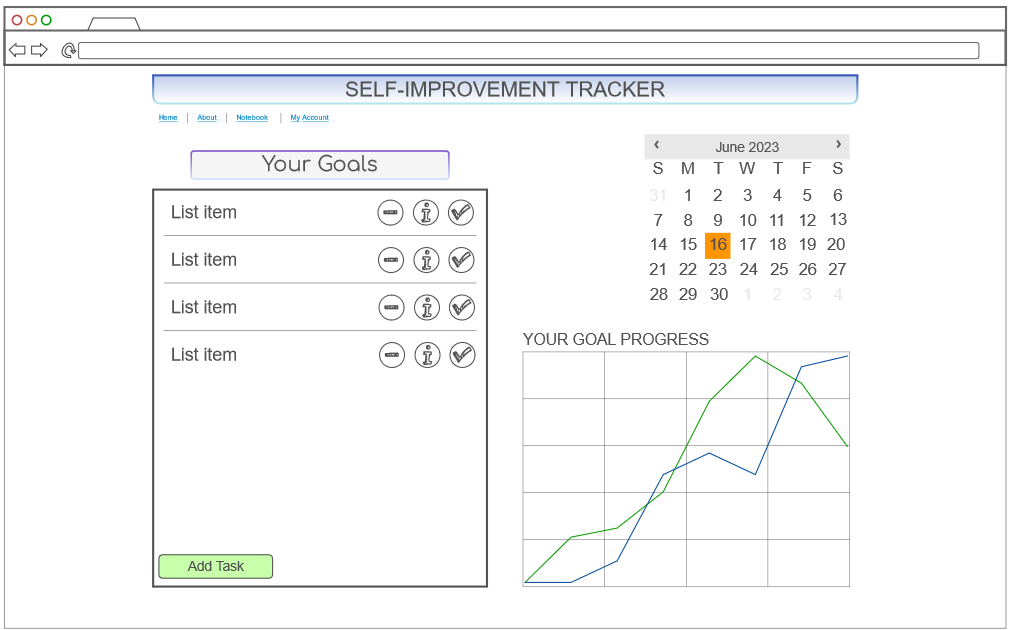 SELF-IMPROVEMENT TRACKER
Home | About | Notebook | My Account
Your Goals
List item
List item
List item
List item
Add Task
‹ June 2023 ›
S M T W T F S
31 1 2 3 4 5 6
7 8 9 10 11 12 13
14 15 16 17 18 19 20
21 22 23 24 25 26 27
28 29 30 1 2 3 4
YOUR GOAL PROGRESS